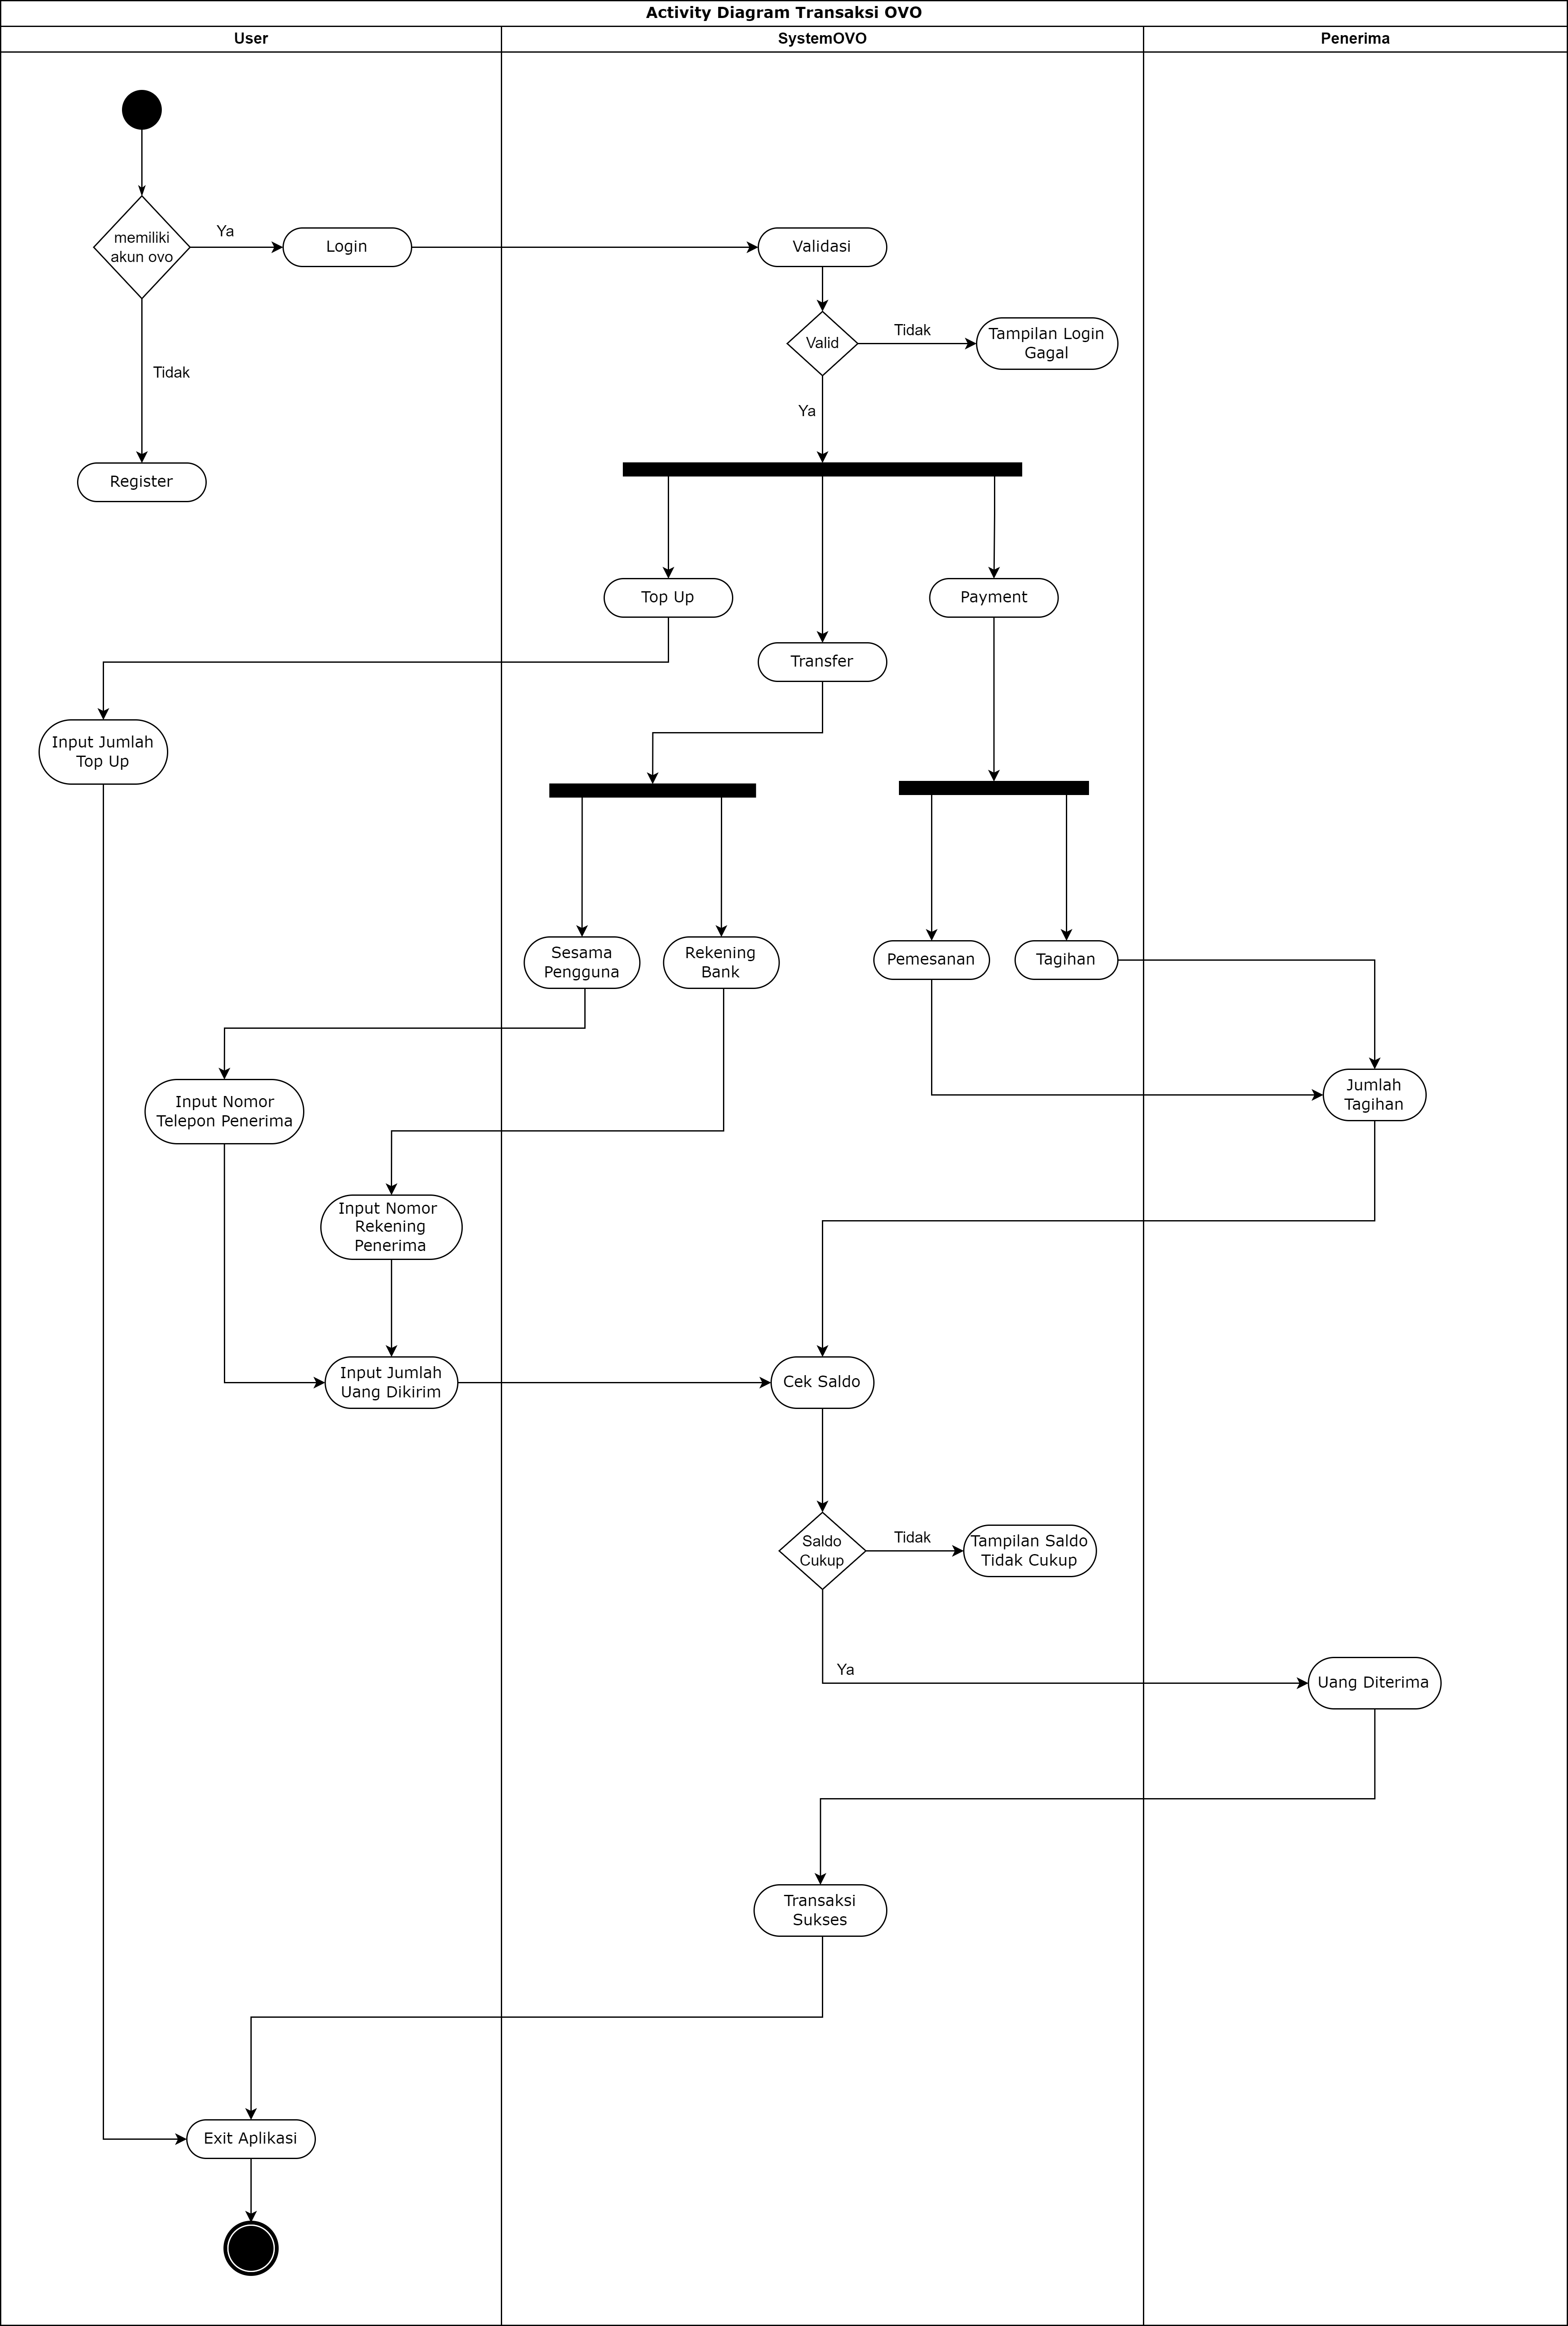 Activity Diagram Transaksi OVO
User
SystemOVO
Penerima
memiliki
akun ovo
Ya
Login
Validasi
Valid
Tidak
Tampilan Login
Gagal
Tidak
Ya
Register
Top Up
Payment
Transfer
Input Jumlah
Top Up
Sesama
Pengguna
Rekening
Bank
Pemesanan
Tagihan
Input Nomor
Telepon Penerima
Jumlah
Tagihan
Input Nomor
Rekening
Penerima
Input Jumlah
Uang Dikirim
Cek Saldo
Saldo
Cukup
Tidak
Tampilan Saldo
Tidak Cukup
Ya
Uang Diterima
Transaksi
Sukses
Exit Aplikasi